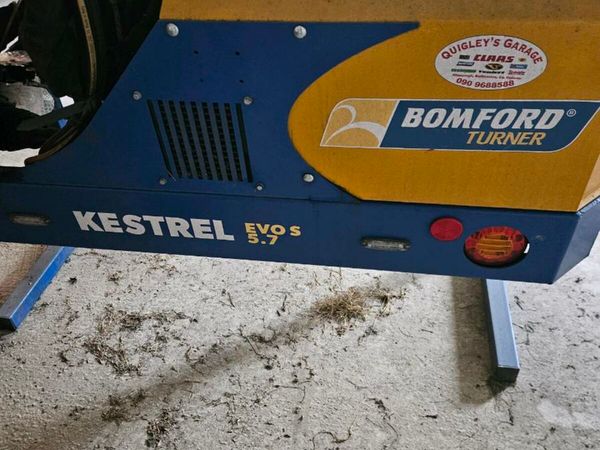 QUIGLEY'S GARAGE
CLAAS
090 9688588
BOMFORD®
TURNER
KESTREL EVO S
5.7